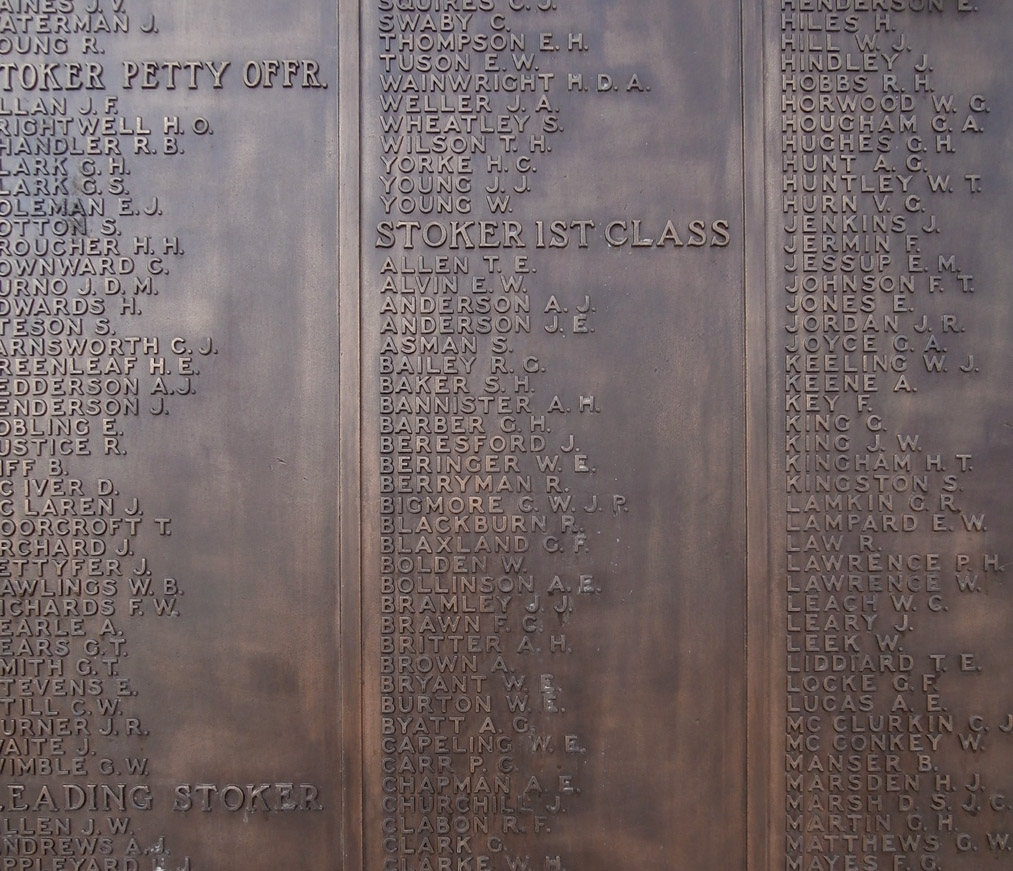 J. V.
ATERMAN J.
OUNG R.
STOKER PETTY OFFR.
LLAN J. F.
RIGHTWELL H. O.
HANDLER R. B.
LARK G. H.
LARK G. S.
OLEMAN E. J.
OTTON S.
ROUCHER H. H.
OWNWARD C.
URNO J. D. M.
DWARDS H.
TESON S.
ARNSWORTH C. J.
REENLEAF H. E.
EDDERSON A. J.
ENDERSON J.
OBLING E.
USTICE R.
IFF B.
C IVER D.
C LAREN J.
OORCROFT T.
RCHARD J.
ETTYFER J.
AWLINGS W. B.
ICHARDS F. W.
EARLE A.
EARS G. T.
MITH G. T.
TEVENS E.
TILL C. W.
URNER J. R.
WAITE J.
WIMBLE G. W.
LEADING STOKER.
LLEN J. W.
NDREWS A. J.
PPLEYARD J.
SQUIRES C. J.
SWABY C.
THOMPSON E. H.
TUSON E. W.
WAINWRIGHT H. D. A.
WELLER J. A.
WHEATLEY S.
WILSON T. H.
YORKE H. C.
YOUNG J. J.
YOUNG W.
STOKER 1ST CLASS
ALLEN T. E.
ALVIN E. W.
ANDERSON A. J.
ANDERSON J. E.
ASMAN S.
BAILEY R. G.
BAKER S. H.
BANNISTER A. H.
BARBER G. H.
BERESFORD J.
BERINGER W. E.
BERRYMAN R.
BIGMORE G. W. J. P.
BLACKBURN R.
BLAXLAND G. F.
BOLDEN W.
BOLLINSON A. E.
BRAMLEY J. J.
BRAWN F. C.
BRITTER A. H.
BROWN A.
BRYANT W. E.
BURTON W. E.
BYATT A. G.
CAPELING W. E.
CARR P. C.
CHAPMAN A. E.
CHURCHILL J.
CLABON R. F.
CLARK G.
CLARKE W. H.
HENDERSON E.
HILES H.
HILL W. J.
HINDLEY J.
HOBBS R. H.
HORWOOD W. G.
HOUGHAM G. A.
HUGHES G. H.
HUNT A. G.
HUNTLEY W. T.
HURN V. G.
JENKINS J.
JERMIN F.
JESSUP E. M.
JOHNSON F. T.
JONES E.
JORDAN J. R.
JOYCE G. A.
KEELING W. J.
KEENE A.
KEY F.
KING G.
KING J. W.
KINGHAM H. T.
KINGSTON S.
LAMKIN G. R.
LAMPARD E. W.
LAW R.
LAWRENCE P. H.
LAWRENCE W.
LEACH W. C.
LEARY J.
LEEK W.
LIDDIARD T. E.
LOCKE G. F.
LUCAS A. E.
MC CLURKIN C. J
MC CONKEY W.
MANSER B.
MARSDEN H. J.
MARSH D. S. J. C.
MARTIN G. H.
MATTHEWS G. W.
MAYES F. G.